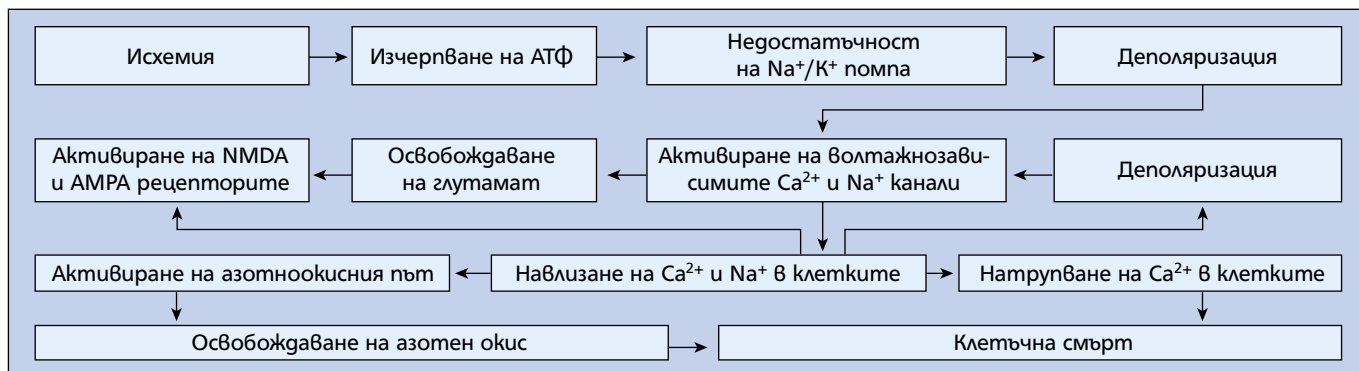 Исхемия
Изчерпване на АТФ
Недостатъчност
на Na⁺/K⁺ помпа
Деполяризация
Активиране на NMDA
и AMPA рецепторите
Освобождаване
на глутамат
Активиране на волтажнозави-
симите Ca²⁺ и Na⁺ канали
Деполяризация
Активиране на азотноокисния път
Навлизане на Ca²⁺ и Na⁺ в клетките
Натрупване на Ca²⁺ в клетките
Освобождаване на азотен окис
Клетъчна смърт